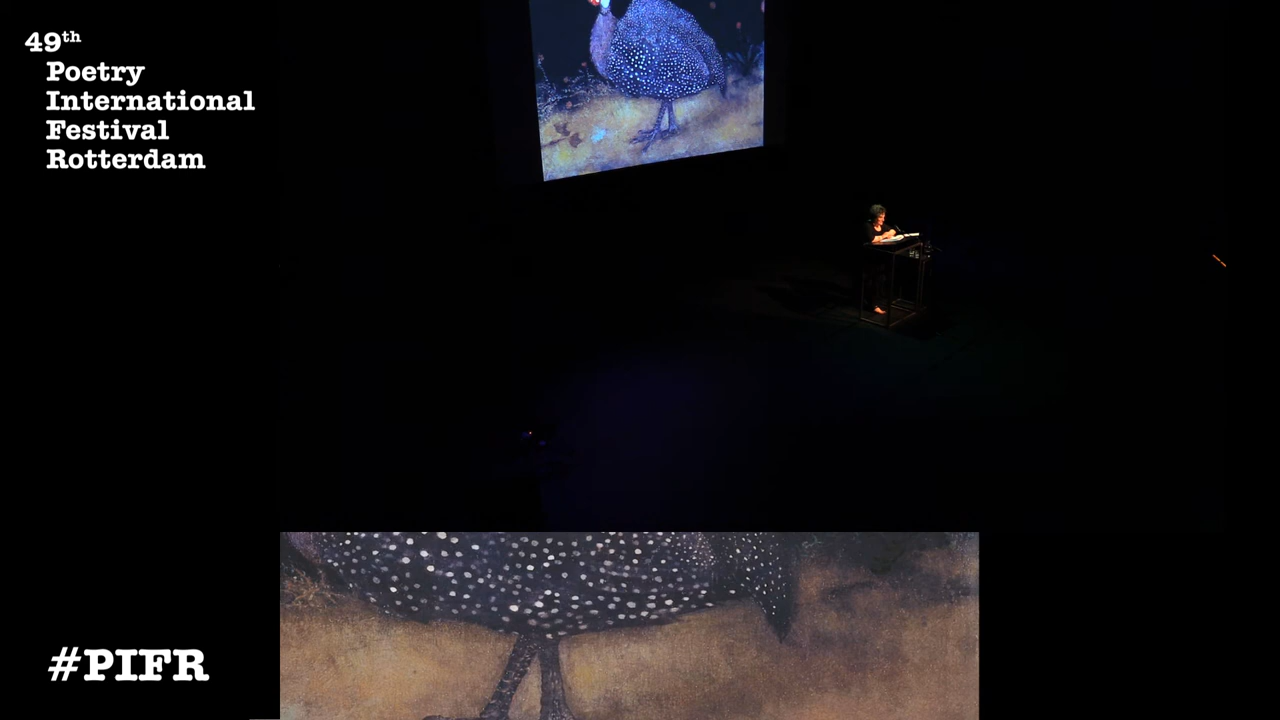 49th
Poetry
International
Festival
Rotterdam
#PIFR